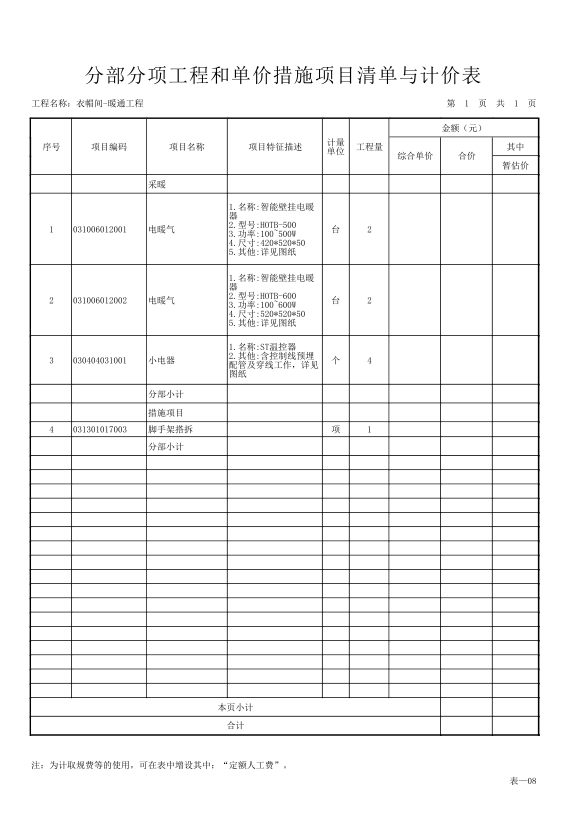 分部分项工程和单价措施项目清单与计价表
工程名称：衣帽间-暖通工程 第 1 页 共 1 页
序号 项目编码 项目名称 项目特征描述 计量单位 工程量 金额（元）
综合单价 合价 其中
暂估价
采暖
1 031006012001 电暖气 1.名称:智能壁挂电暖
器
2.型号:HOTB-500
3.功率:100~500W
4.尺寸:420*520*50
5.其他:详见图纸 台 2
2 031006012002 电暖气 1.名称:智能壁挂电暖
器
2.型号:HOTB-600
3.功率:100~600W
4.尺寸:520*520*50
5.其他:详见图纸 台 2
3 030404031001 小电器 1.名称:ST温控器
2.其他:含控制线预埋
配管及穿线工作，详见
图纸 个 4
分部小计
措施项目
4 031301017003 脚手架搭拆 项 1
分部小计
本页小计
合计
注：为计取规费等的使用，可在表中增设其中：“定额人工费”。
表—08